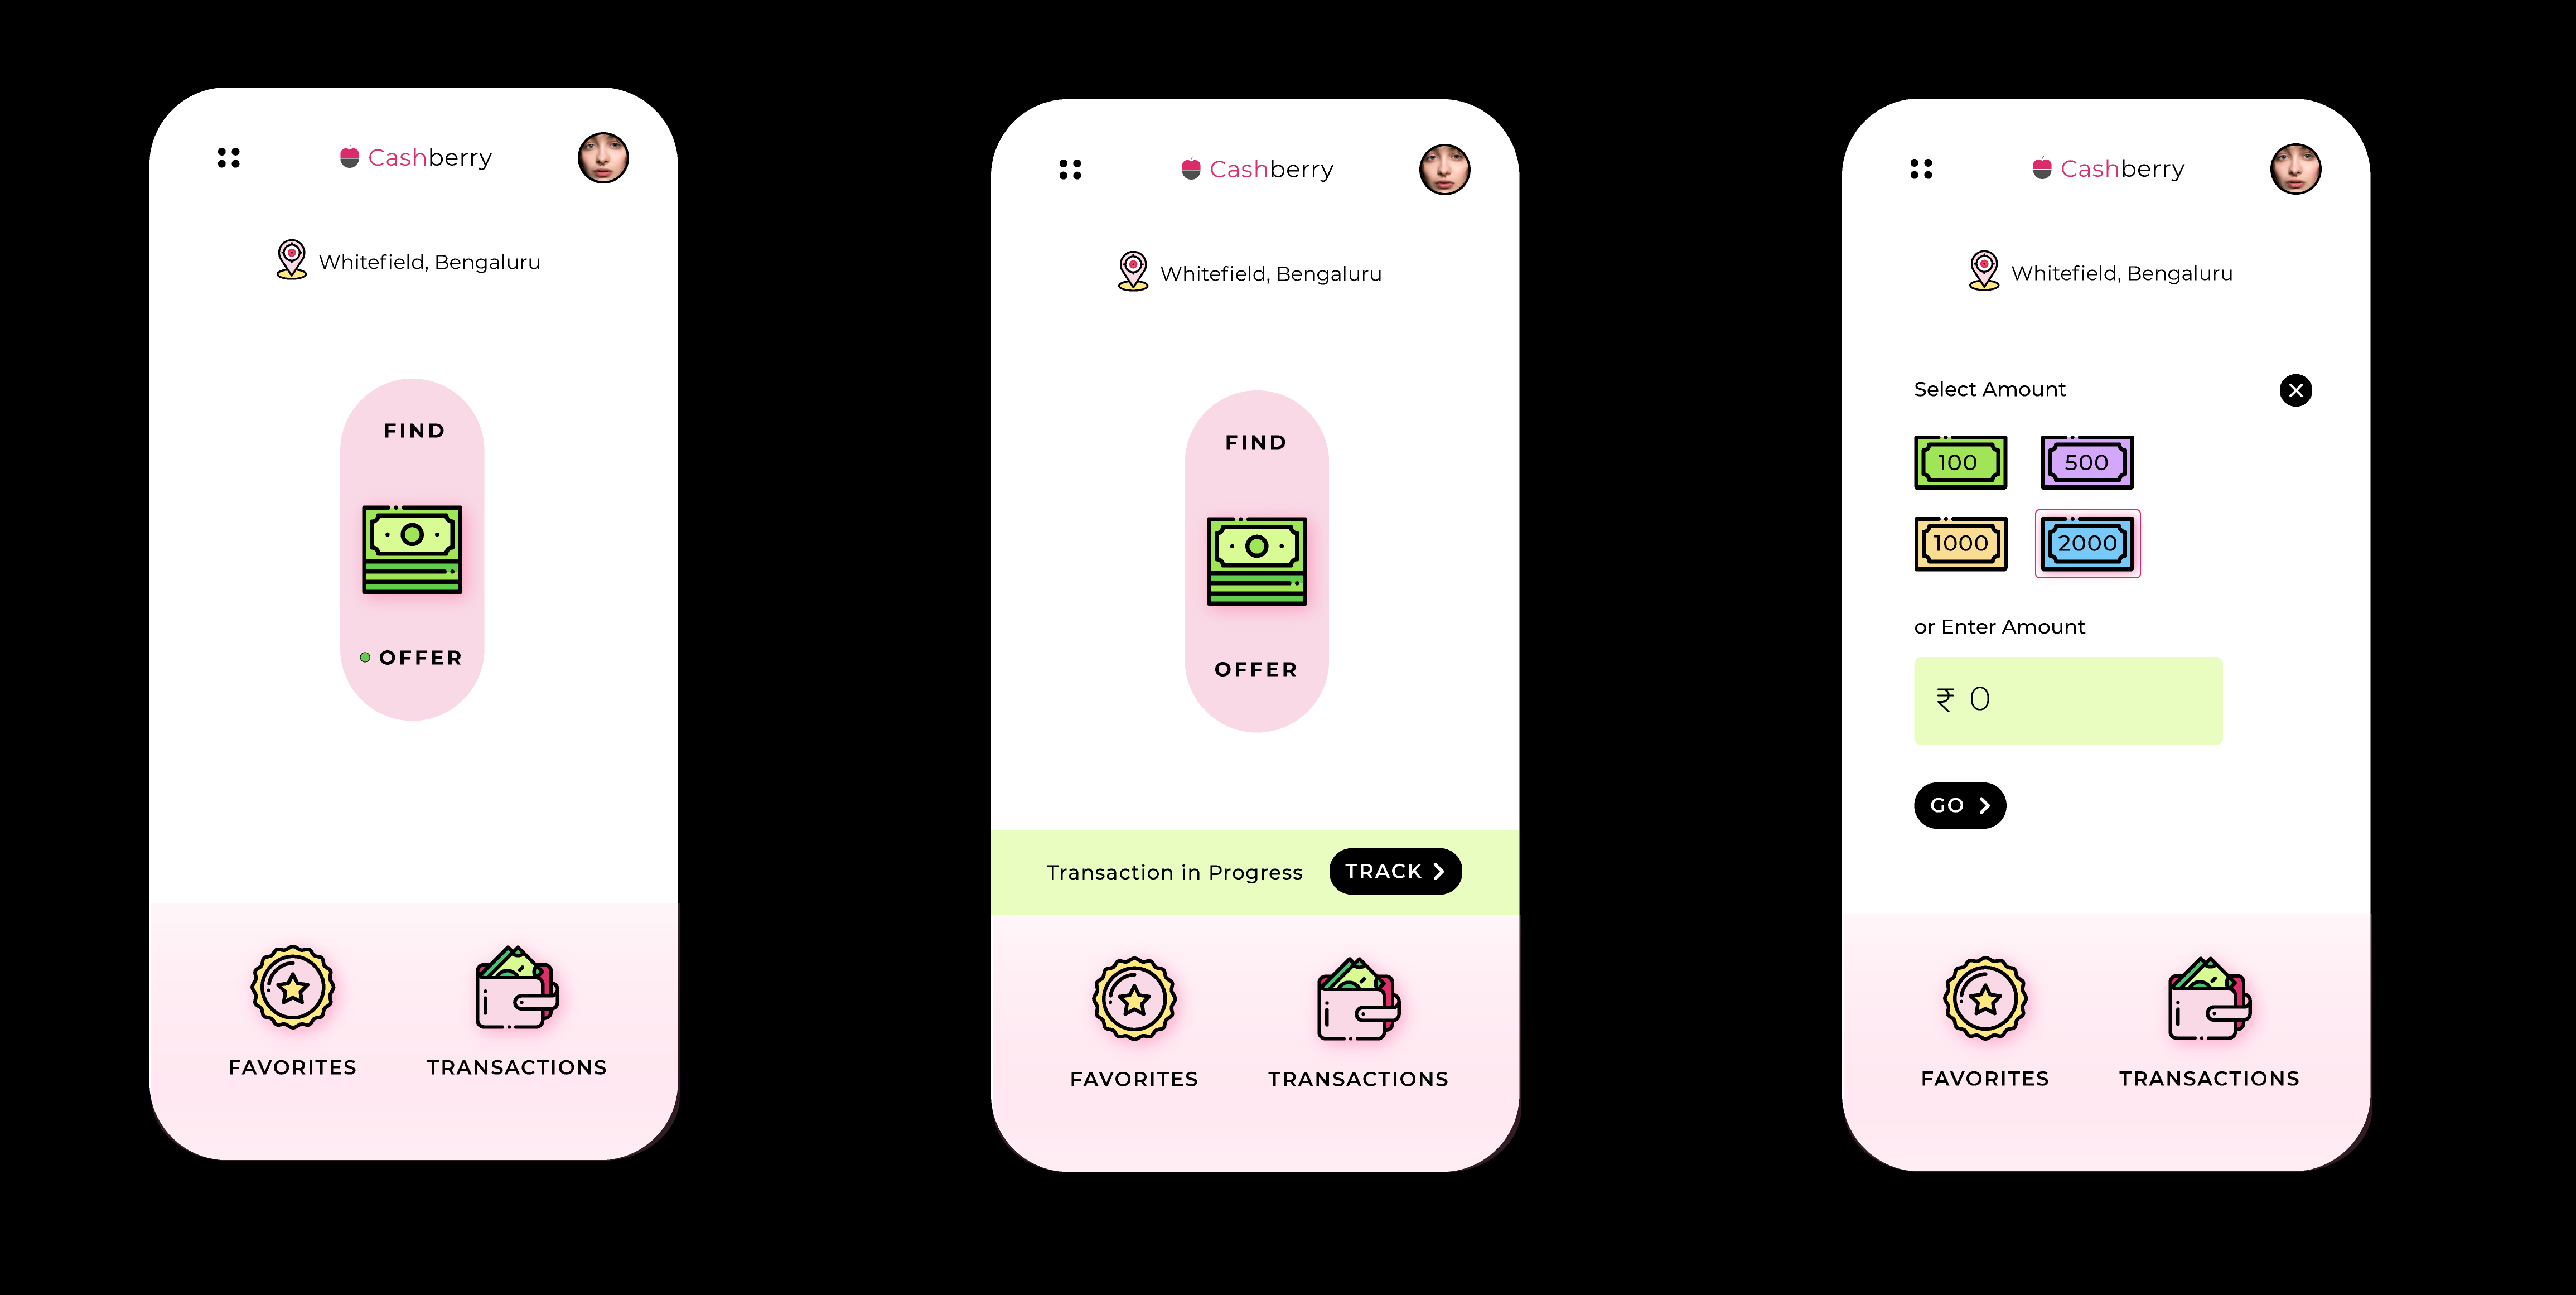 Cashberry
Whitefield, Bengaluru
FIND
OFFER
FAVORITES
TRANSACTIONS
Cashberry
Whitefield, Bengaluru
FIND
OFFER
Transaction in Progress
TRACK
FAVORITES
TRANSACTIONS
Cashberry
Whitefield, Bengaluru
Select Amount
100 500
1000 2000
or Enter Amount
₹ 0
GO
FAVORITES
TRANSACTIONS